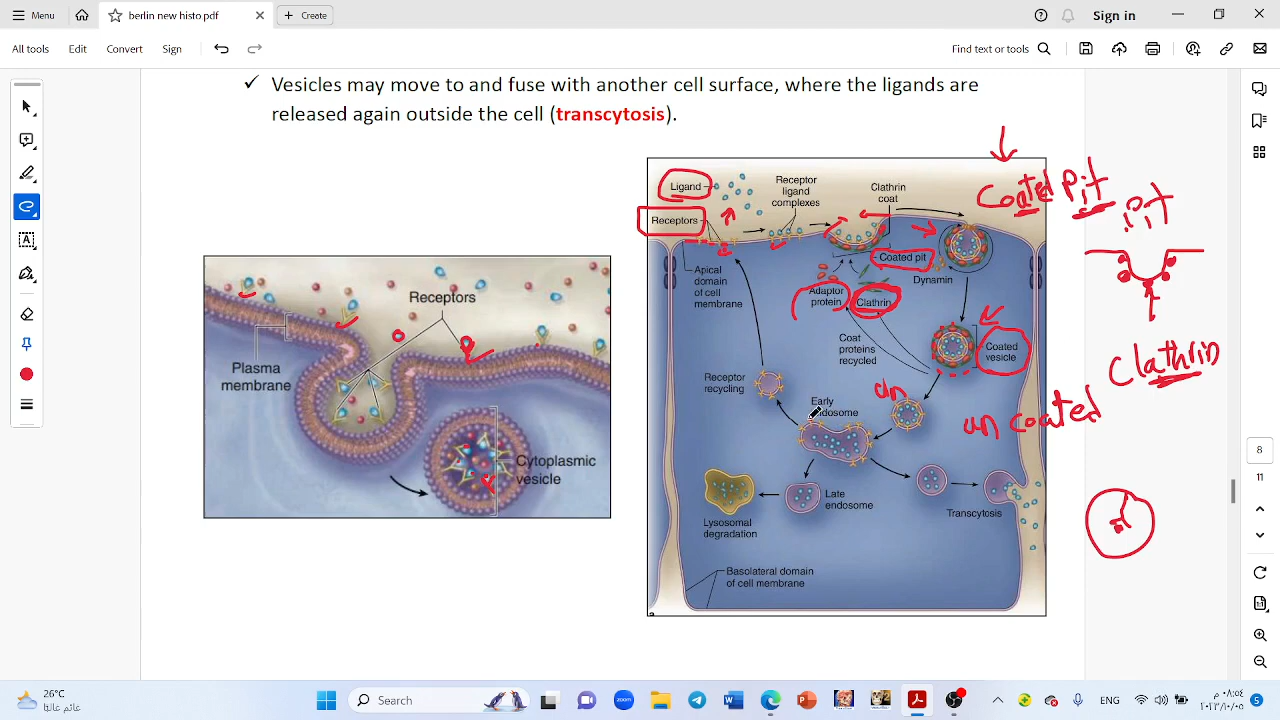 Menu
berlin new histo pdf
Create
Sign in
All tools
Edit
Convert
Sign
Find text or tools
✓ Vesicles may move to and fuse with another cell surface, where the ligands are
released again outside the cell (transcytosis).
Receptors
Plasma
membrane
Cytoplasmic
vesicle
Ligand
Receptor
ligand
complexes
Clathrin
coat
Receptors
Coated pit
Apical
domain
of cell
membrane
Adaptor
protein
Clathrin
Dynamin
Coat
proteins
recycled
Coated
vesicle
Receptor
recycling
Early
Late
endosome
Lysosomal
degradation
Transcytosis
Basolateral domain
of cell membrane
a
Coated Pit
Pit
Clathrin
un
un coated
8
11
26°C
Search
zoom
ENG
5